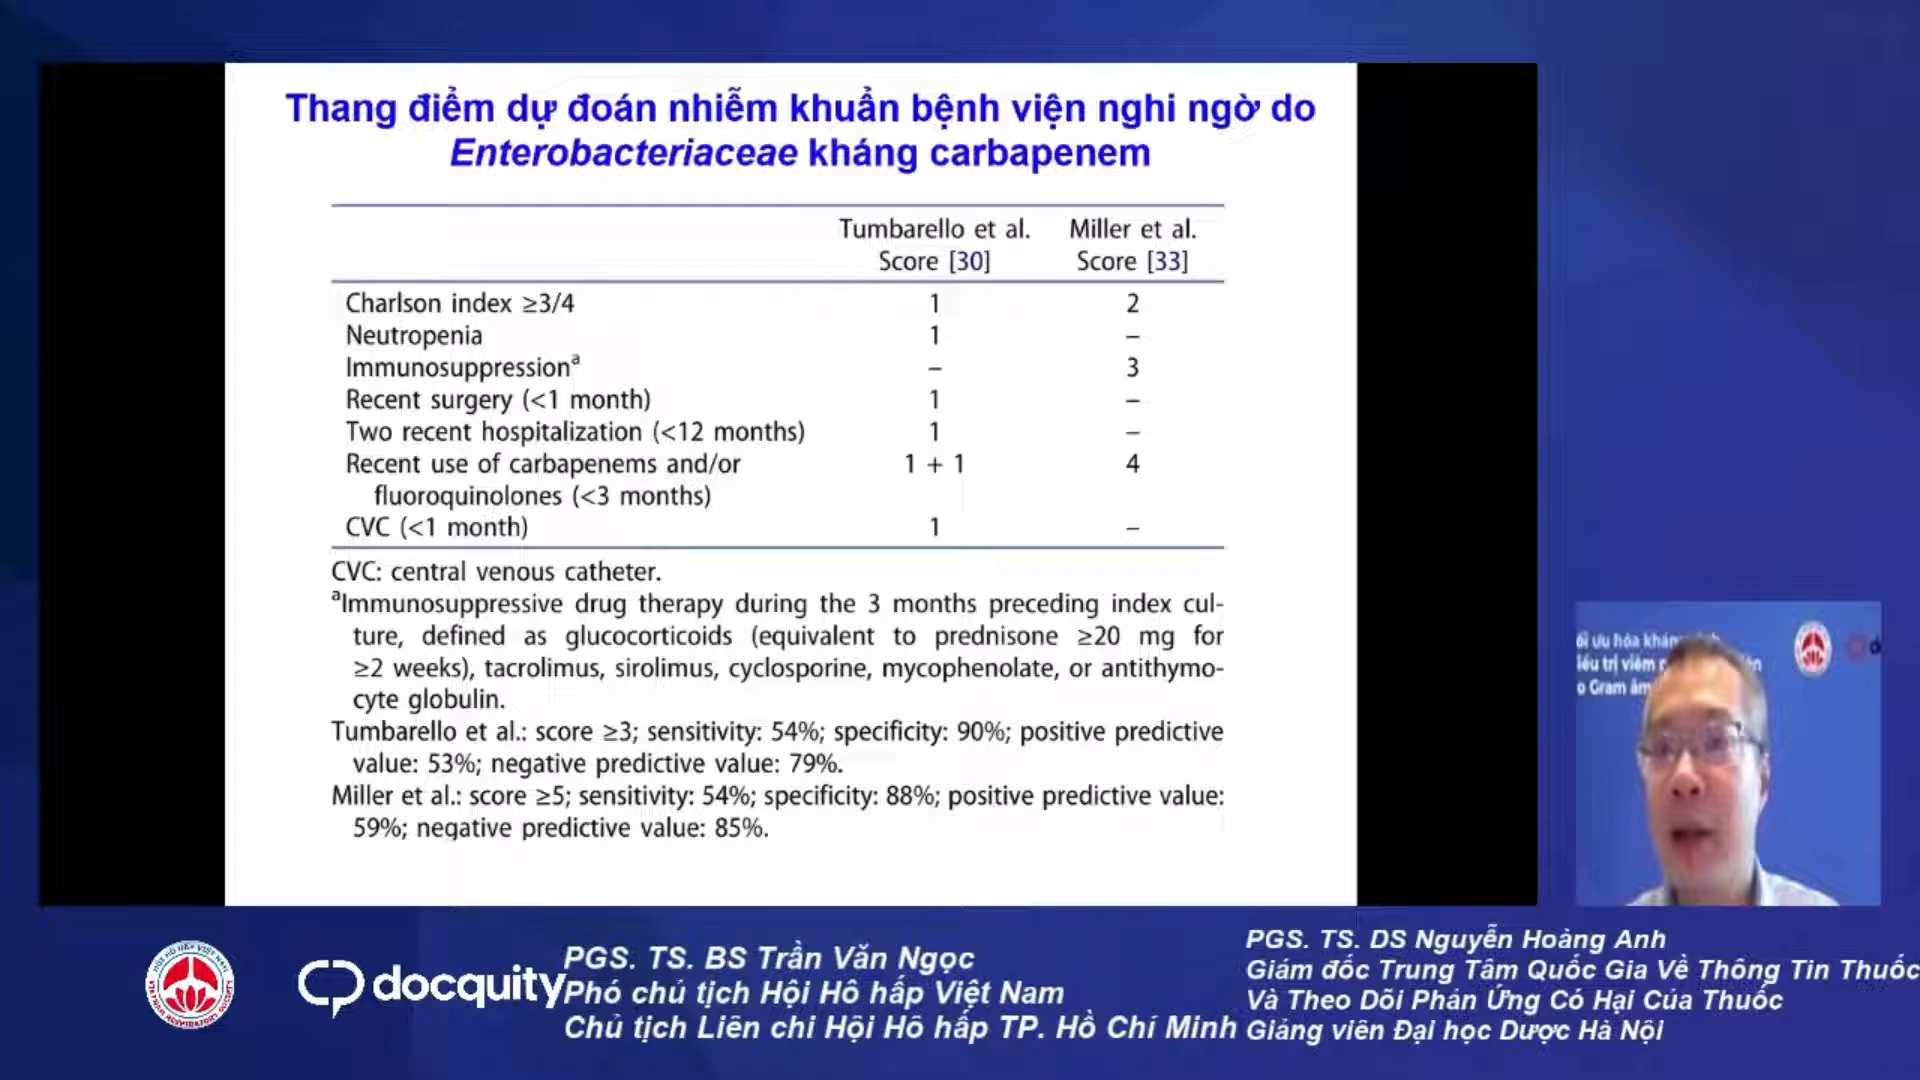 Thang điểm dự đoán nhiễm khuẩn bệnh viện nghi ngờ do
Enterobacteriaceae kháng carbapenem
Tumbarello et al. Miller et al.
Score [30] Score [33]
Charlson index ≥3/4 1 2
Neutropenia 1 –
Immunosuppressionᵃ – 3
Recent surgery (<1 month) 1 –
Two recent hospitalization (<12 months) 1 –
Recent use of carbapenems and/or 1 + 1 4
fluoroquinolones (<3 months)
CVC (<1 month) 1 –
CVC: central venous catheter.
ᵃImmunosuppressive drug therapy during the 3 months preceding index cul-
ture, defined as glucocorticoids (equivalent to prednisone ≥20 mg for
≥2 weeks), tacrolimus, sirolimus, cyclosporine, mycophenolate, or antithymo-
cyte globulin.
Tumbarello et al.: score ≥3; sensitivity: 54%; specificity: 90%; positive predictive
value: 53%; negative predictive value: 79%.
Miller et al.: score ≥5; sensitivity: 54%; specificity: 88%; positive predictive value:
59%; negative predictive value: 85%.
ưu hóa
trị viêm
Gram âm
docquity
PGS. TS. BS Trần Văn Ngọc
Phó chủ tịch Hội Hô hấp Việt Nam
Chủ tịch Liên chi Hội Hô hấp TP. Hồ Chí Minh
PGS. TS. DS Nguyễn Hoàng Anh
Giám đốc Trung Tâm Quốc Gia Về Thông Tin Thuốc
Và Theo Dõi Phản Ứng Có Hại Của Thuốc
Giảng viên Đại học Dược Hà Nội